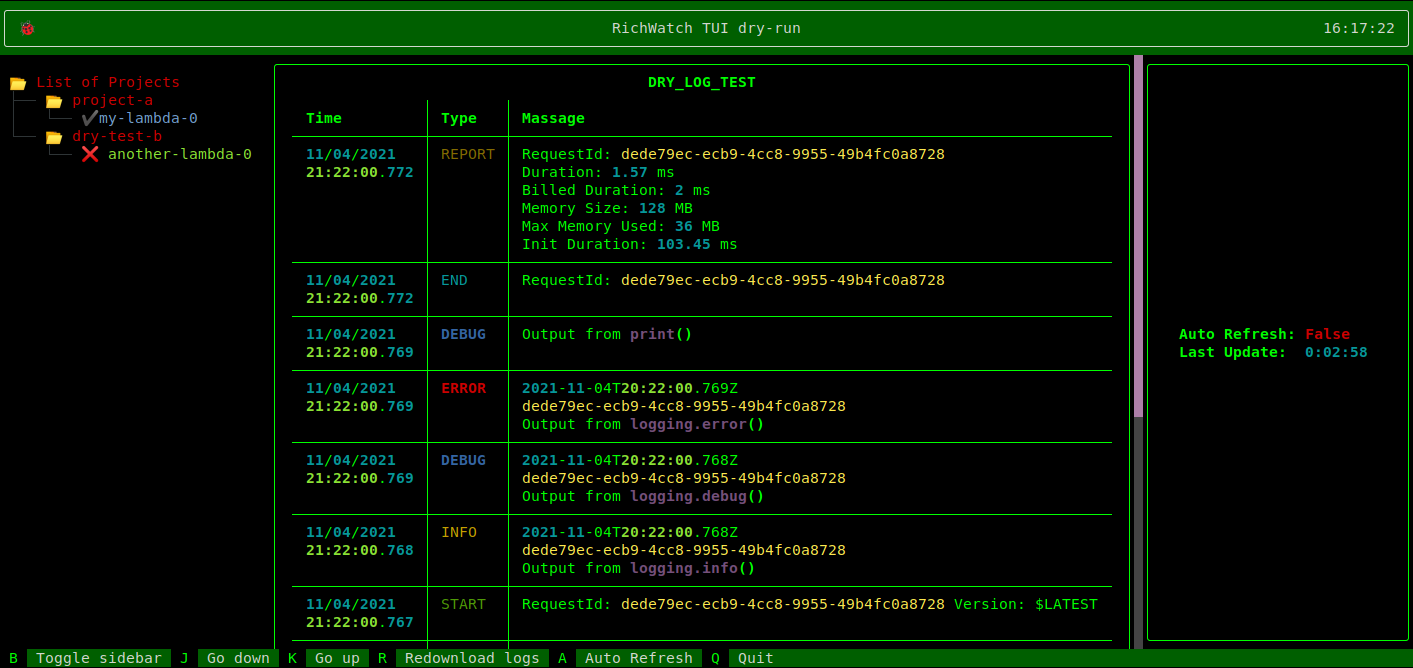 RichWatch TUI dry-run 16:17:22
List of Projects
project-a
my-lambda-0
dry-test-b
another-lambda-0
DRY_LOG_TEST
Time Type Massage
11/04/2021 REPORT RequestId: dede79ec-ecb9-4cc8-9955-49b4fc0a8728
21:22:00.772 Duration: 1.57 ms
Billed Duration: 2 ms
Memory Size: 128 MB
Max Memory Used: 36 MB
Init Duration: 103.45 ms
11/04/2021 END RequestId: dede79ec-ecb9-4cc8-9955-49b4fc0a8728
21:22:00.772
11/04/2021 DEBUG Output from print()
21:22:00.769
11/04/2021 ERROR 2021-11-04T20:22:00.769Z
21:22:00.769 dede79ec-ecb9-4cc8-9955-49b4fc0a8728
Output from logging.error()
11/04/2021 DEBUG 2021-11-04T20:22:00.768Z
21:22:00.769 dede79ec-ecb9-4cc8-9955-49b4fc0a8728
Output from logging.debug()
11/04/2021 INFO 2021-11-04T20:22:00.768Z
21:22:00.768 dede79ec-ecb9-4cc8-9955-49b4fc0a8728
Output from logging.info()
11/04/2021 START RequestId: dede79ec-ecb9-4cc8-9955-49b4fc0a8728 Version: $LATEST
21:22:00.767
Auto Refresh: False
Last Update: 0:02:58
B Toggle sidebar J Go down K Go up R Redownload logs A Auto Refresh Q Quit